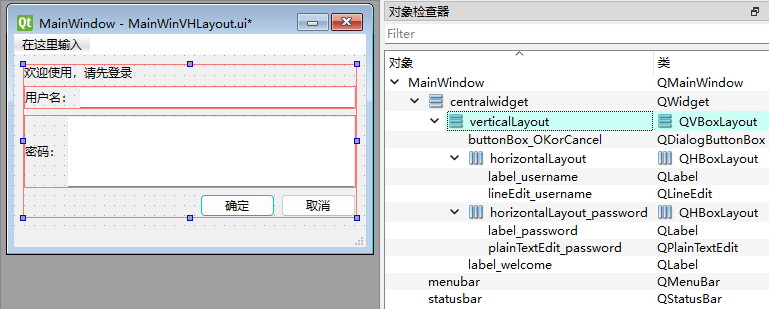 Qt MainWindow - MainWinVHLayout.ui*
在这里输入
欢迎使用，请先登录
用户名：
密码：
确定
取消
对象检查器
Filter
对象 类
MainWindow QMainWindow
centralwidget QWidget
verticalLayout QVBoxLayout
buttonBox_OKorCancel QDialogButtonBox
horizontalLayout QHBoxLayout
label_username QLabel
lineEdit_username QLineEdit
horizontalLayout_password QHBoxLayout
label_password QLabel
plainTextEdit_password QPlainTextEdit
label_welcome QLabel
menubar QMenuBar
statusbar QStatusBar